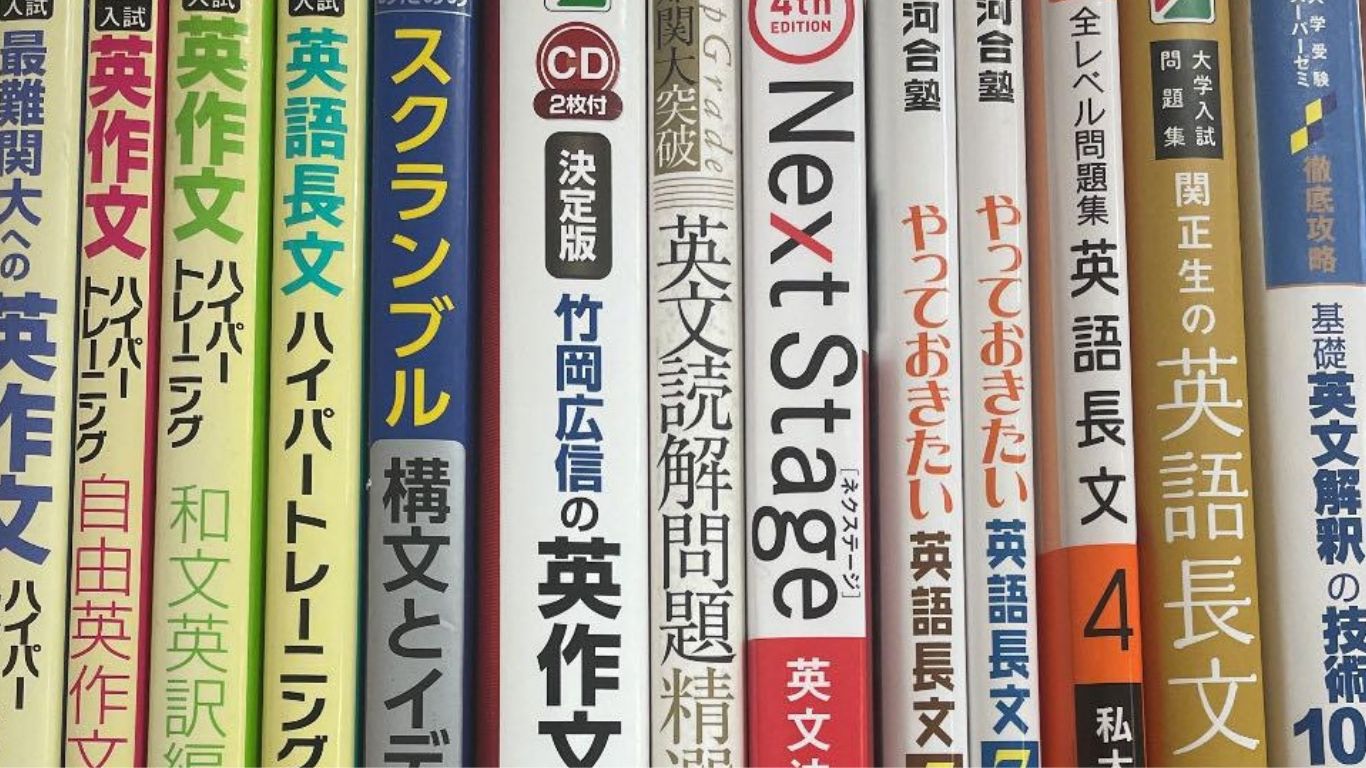 入試
最難関大への
英作文
ハイパー
入試
英作文
ハイパー
トレーニング
自由英作文
入試
英作文
ハイパー
トレーニング
和文英訳編
入試
英語長文
ハイパートレーニング
スクランブル
構文とイデ
CD
2枚付
決定版
竹岡広信の
英作文
p Grade
関大突破
英文読解問題精選
4th
EDITION
Next Stage
[ネクステージ]
英文法
河合塾
やっておきたい
英語長文
河合塾
やっておきたい
英語長文
7
全レベル問題集
英語長文
4
私大
大学入試
問題集
関正生の
英語長文
大学受験
スーパーゼミ
徹底攻略
基礎
英文解釈の技術
10